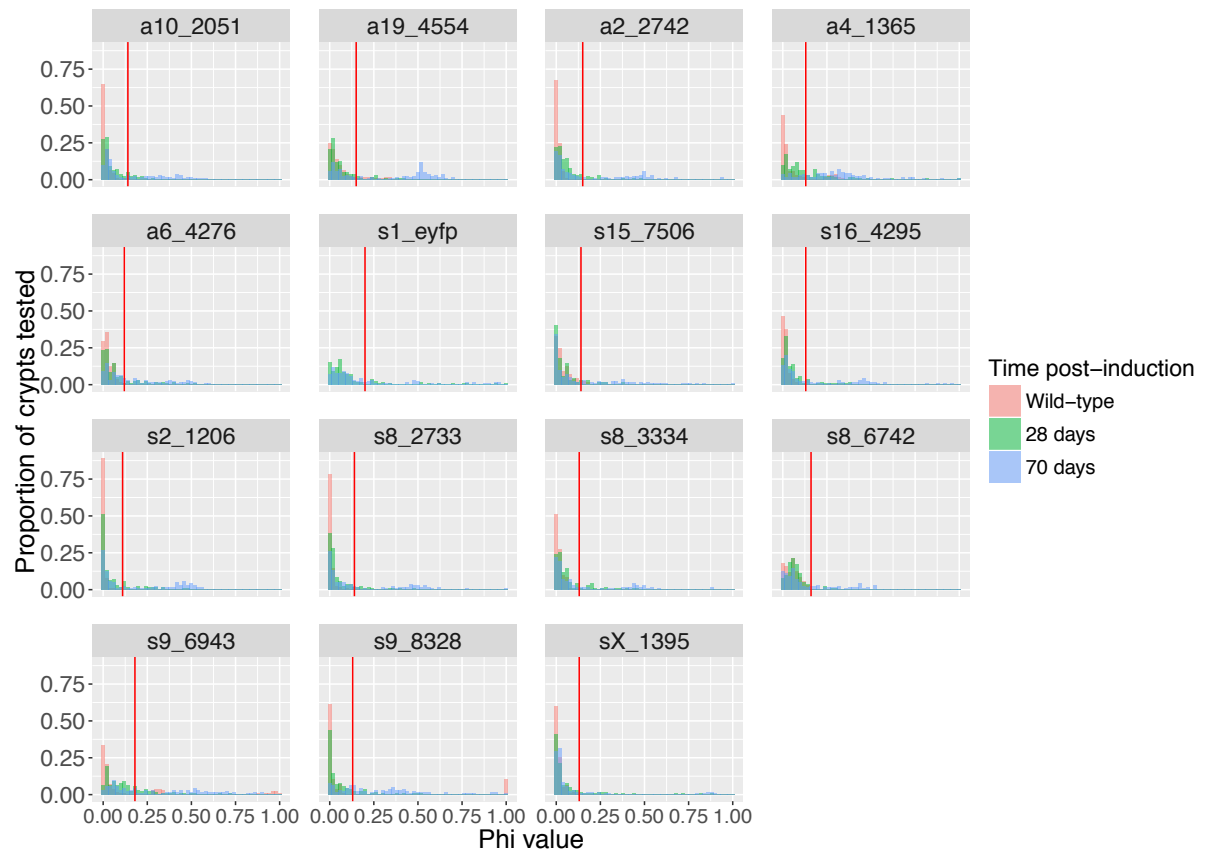 a10_2051 a19_4554 a2_2742 a4_1365
0.75
0.50
0.25
0.00
a6_4276 s1_eyfp s15_7506 s16_4295
0.75
0.50
0.25
0.00
s2_1206 s8_2733 s8_3334 s8_6742
0.75
0.50
0.25
0.00
s9_6943 s9_8328 sX_1395
0.75
0.50
0.25
0.00
0.00 0.25 0.50 0.75 1.00 0.00 0.25 0.50 0.75 1.00 0.00 0.25 0.50 0.75 1.00
Phi value
Proportion of crypts tested
Time post−induction
Wild−type
28 days
70 days